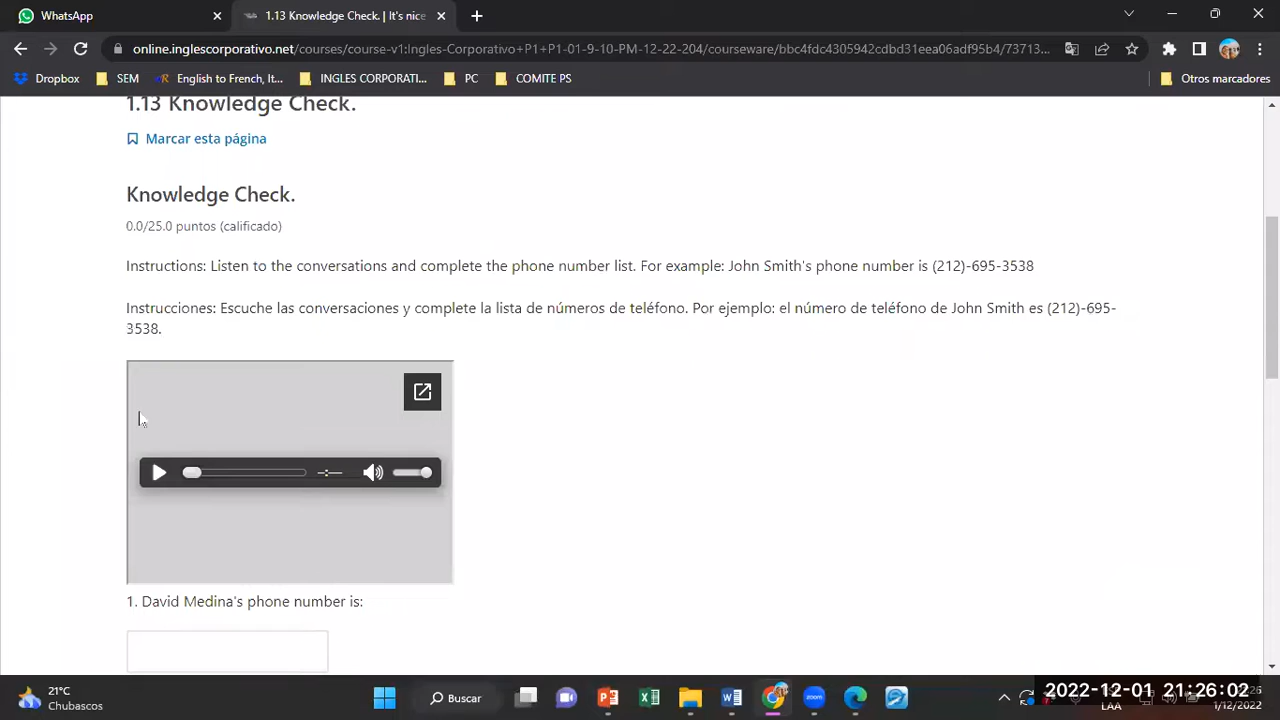 WhatsApp
1.13 Knowledge Check. | It's nice
online.inglescorporativo.net/courses/course-v1:Ingles-Corporativo+P1+P1-01-9-10-PM-12-22-204/courseware/bbc4fdc4305942cdbd31eea06adf95b4/73713...
Dropbox
SEM
English to French, It...
INGLES CORPORATI...
PC
COMITE PS
Otros marcadores
1.13 Knowledge Check.
Marcar esta página
Knowledge Check.
0.0/25.0 puntos (calificado)
Instructions: Listen to the conversations and complete the phone number list. For example: John Smith's phone number is (212)-695-3538
Instrucciones: Escuche las conversaciones y complete la lista de números de teléfono. Por ejemplo: el número de teléfono de John Smith es (212)-695-
3538.
-:--
1. David Medina's phone number is:
21°C
Chubascos
Buscar
2022-12-01 21:26:02
LAA
1/12/2022